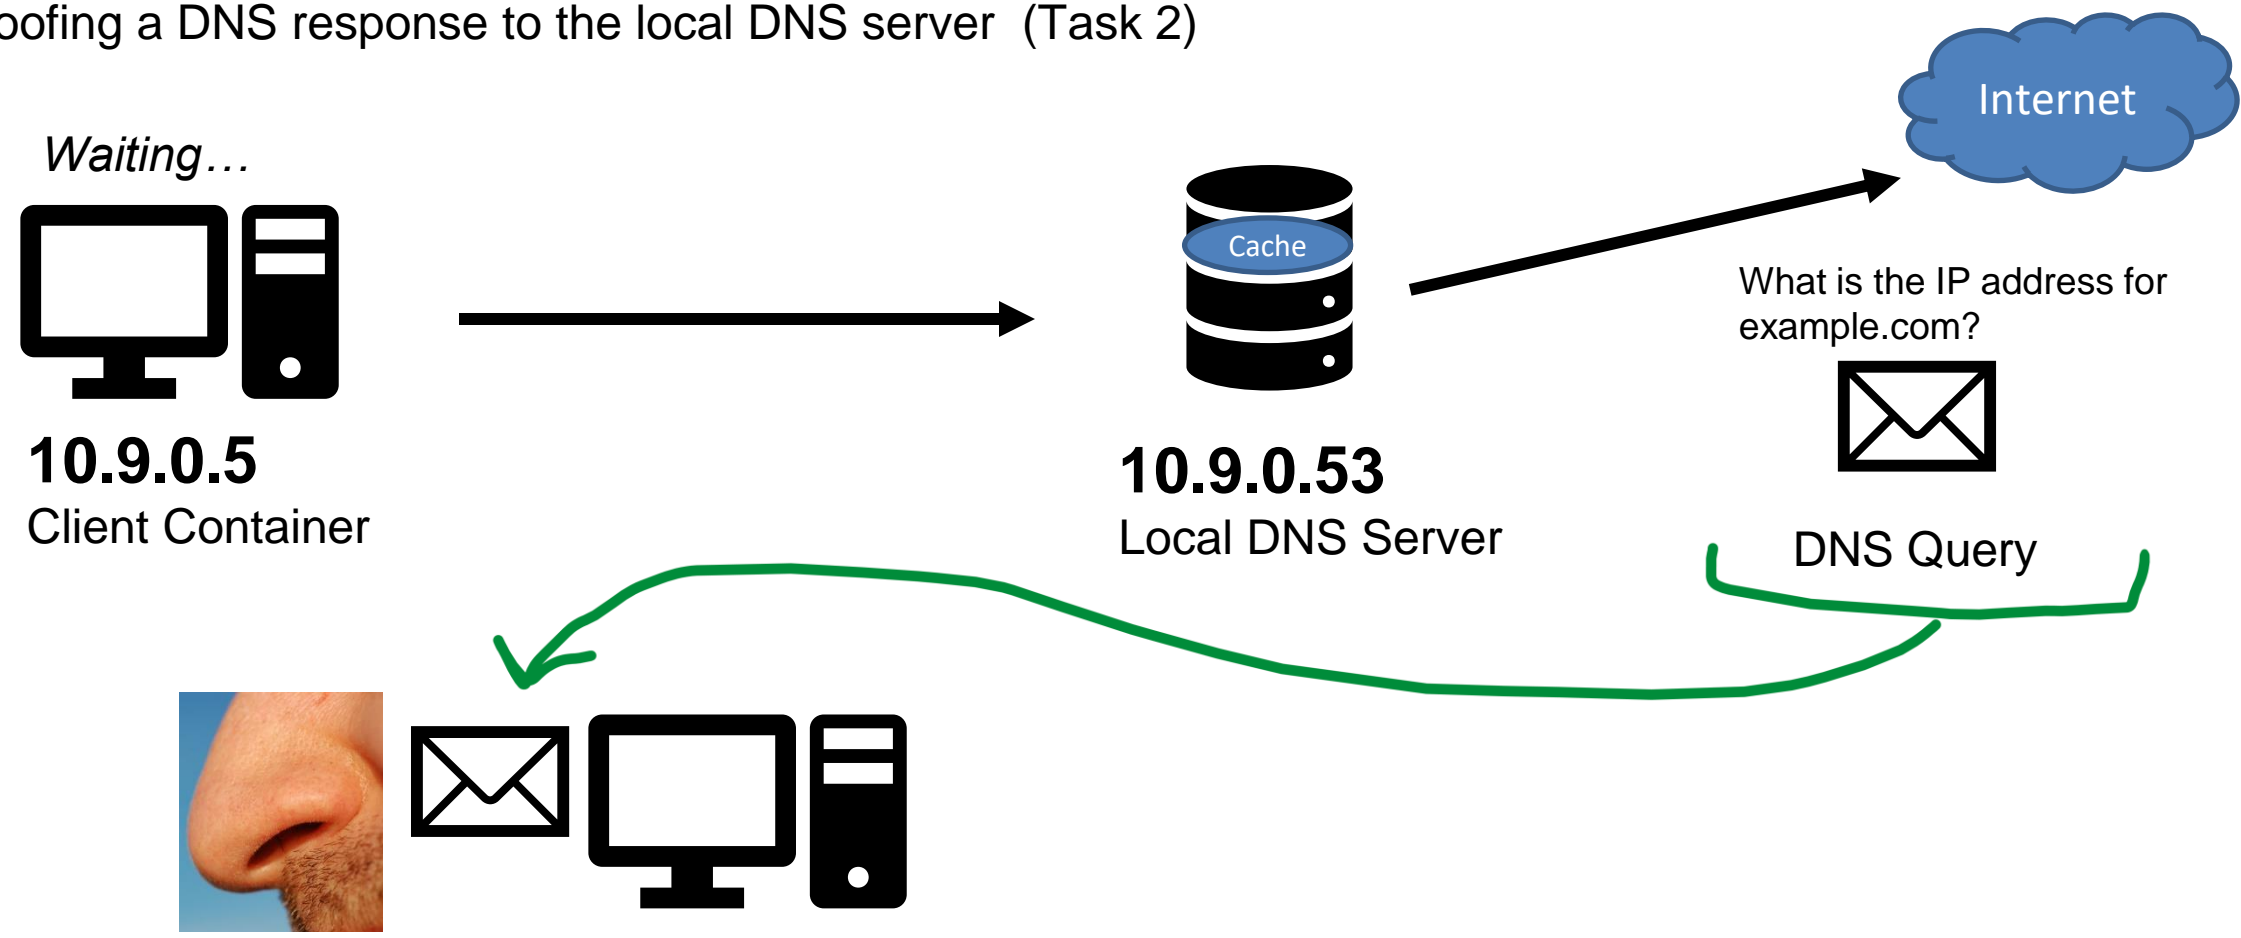 oofing a DNS response to the local DNS server (Task 2)
Internet
Waiting…
Cache
What is the IP address for
example.com?
10.9.0.5
Client Container
10.9.0.53
Local DNS Server
DNS Query